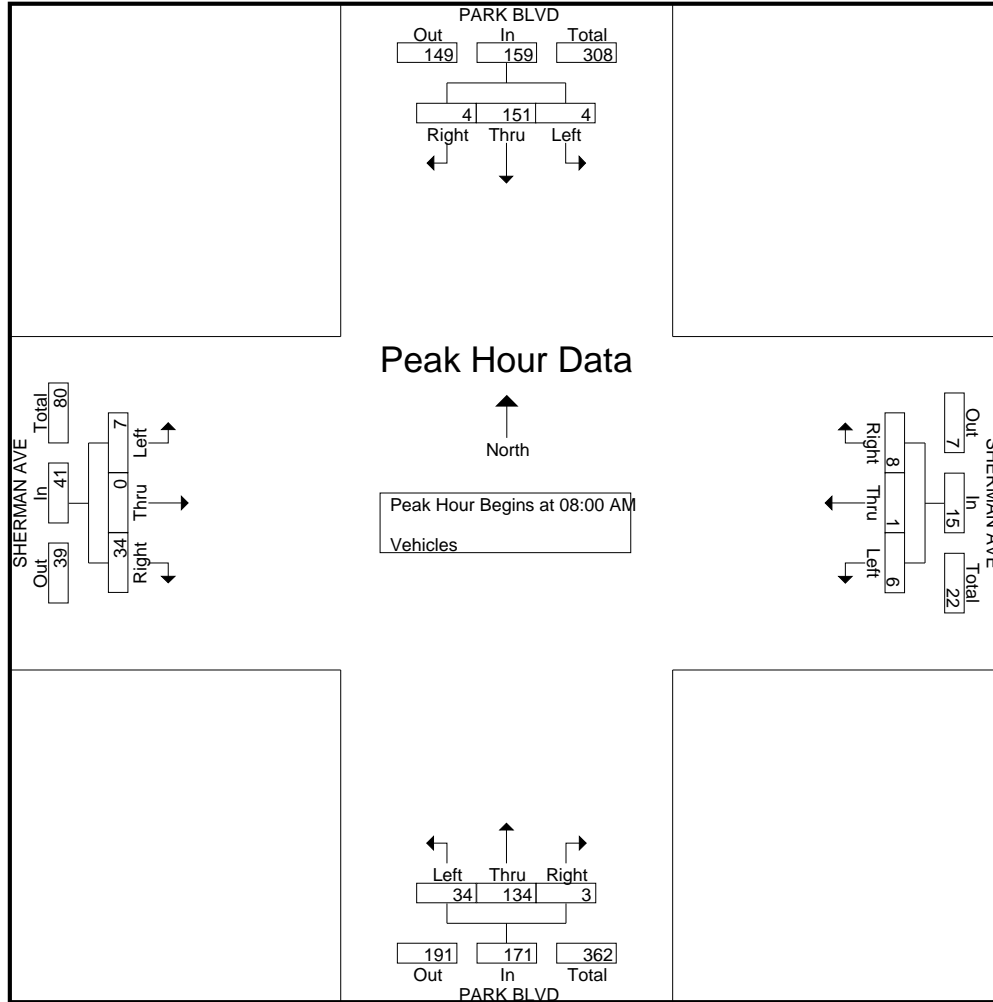 PARK BLVD
Out In Total
149 159 308
4 151 4
Right Thru Left
Peak Hour Data
North
Peak Hour Begins at 08:00 AM
Vehicles
SHERMAN AVE
Out In Total
39 41 80
Right Thru Left
34 0 7
SHERMAN AVE
Out In Total
7 15 22
Right Thru Left
8 1 6
Left Thru Right
34 134 3
191 171 362
Out In Total
PARK BLVD